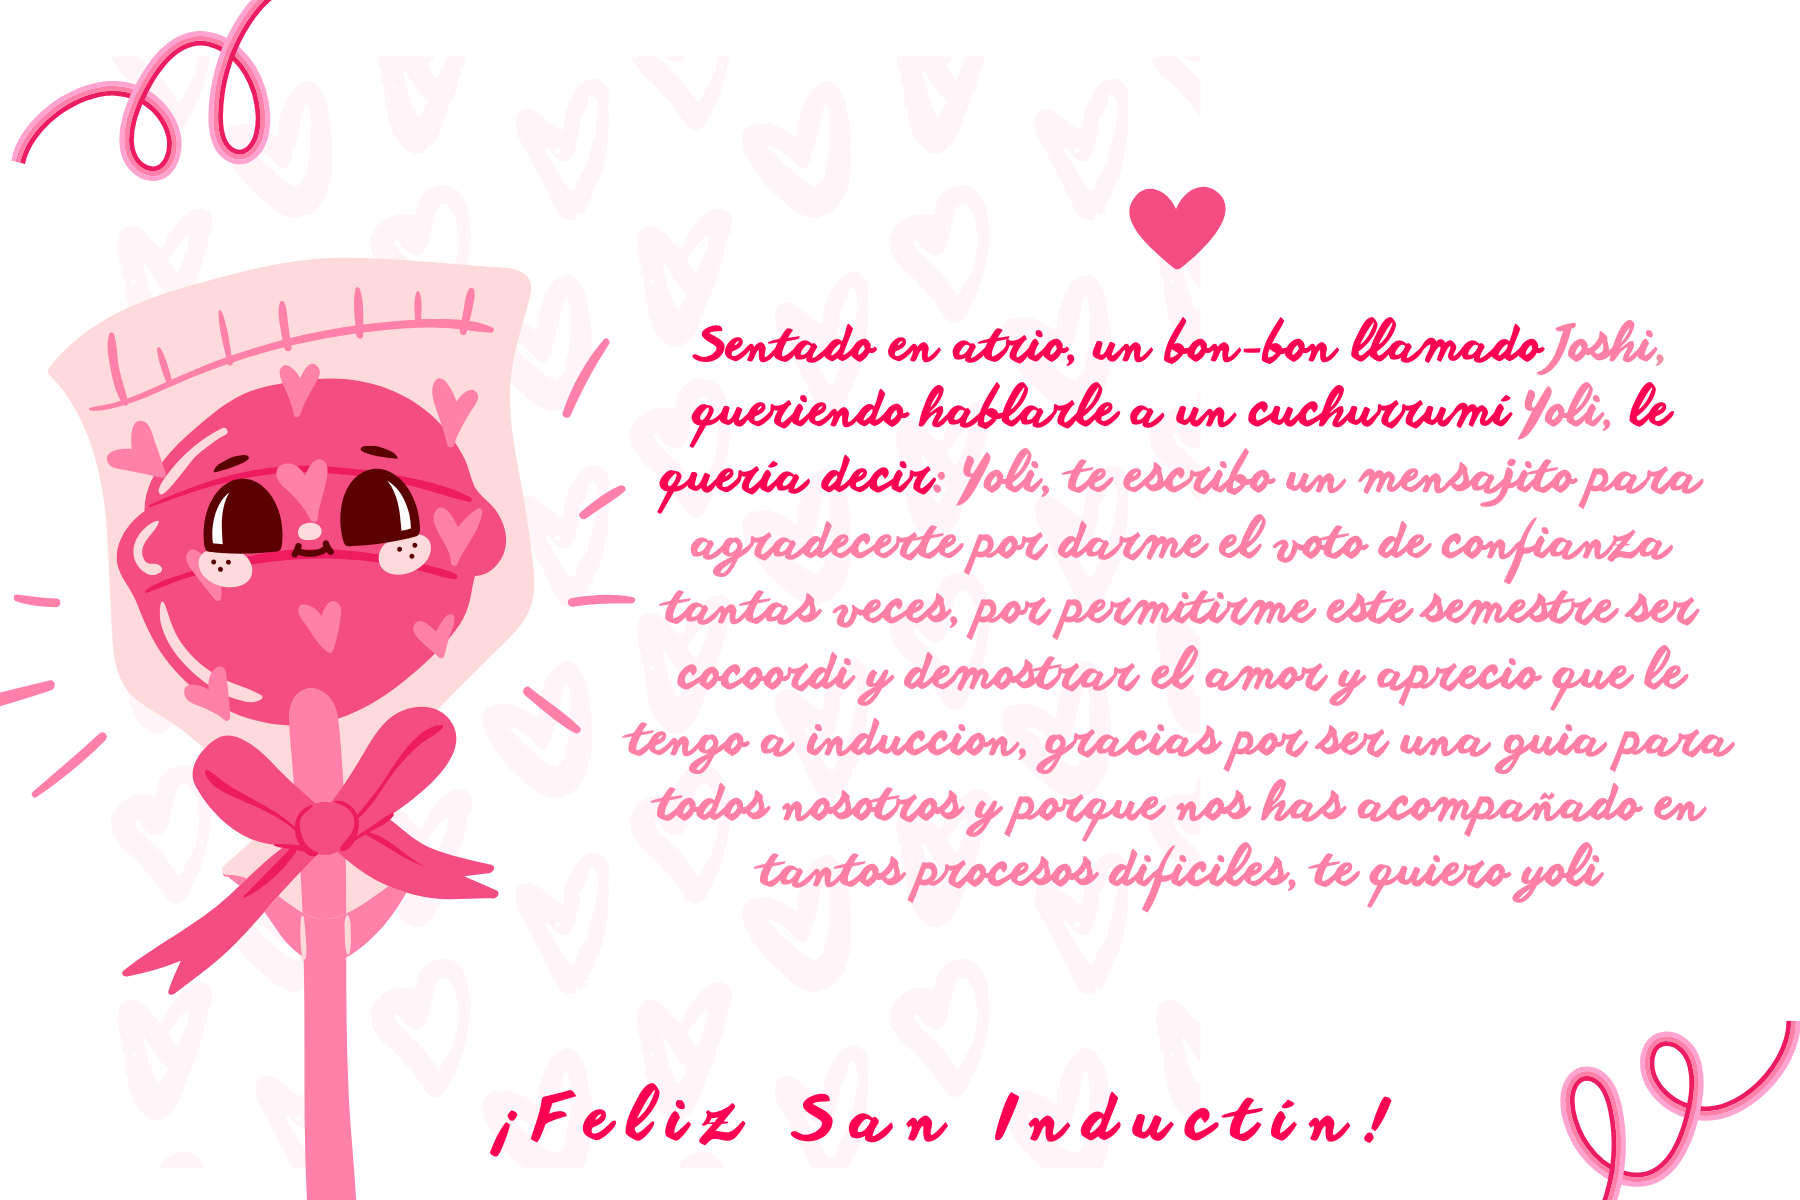 Sentado en atrio, un bon-bon llamado Joshi,
queriendo hablarle a un cuchurrumí Yoli, le
quería decir: Yoli, te escribo un mensajito para
agradecerte por darme el voto de confianza
tantas veces, por permitirme este semestre ser
cocoordi y demostrar el amor y aprecio que le
tengo a induccion, gracias por ser una guia para
todos nosotros y porque nos has acompañado en
tantos procesos dificiles, te quiero yoli
¡Feliz San Inductín!